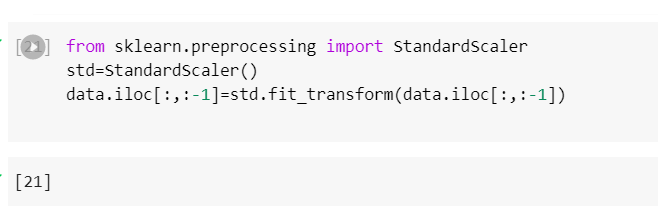 [21] from sklearn.preprocessing import StandardScaler
std=StandardScaler()
data.iloc[:,:-1]=std.fit_transform(data.iloc[:,:-1])
[21]